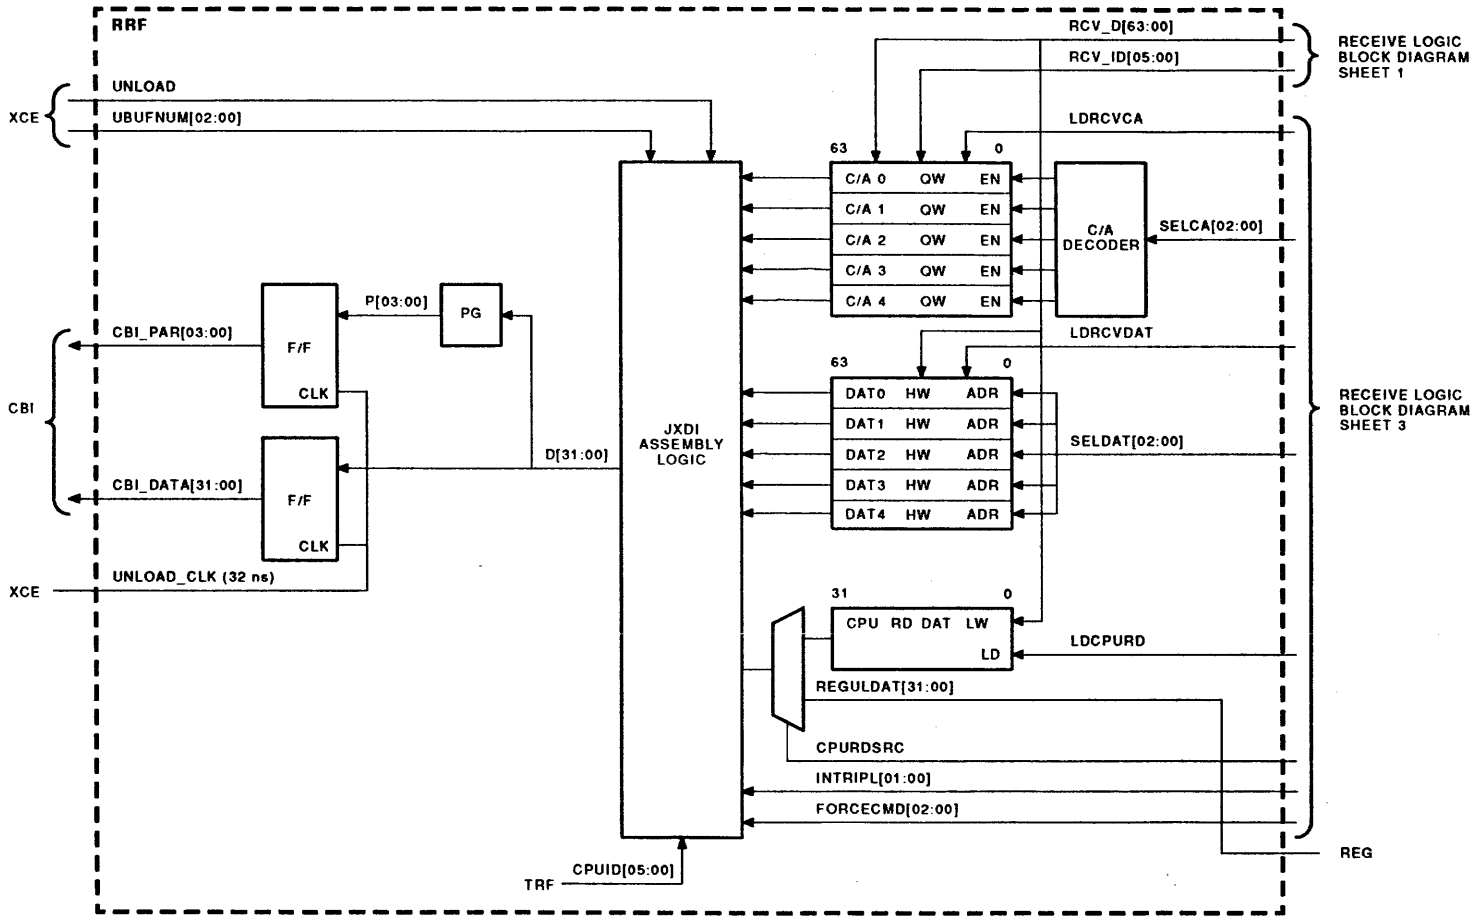 RRF
RCV_D[63:00]
RCV_ID[05:00]
RECEIVE LOGIC
BLOCK DIAGRAM
SHEET 1
UNLOAD
XCE
UBUFNUM[02:00]
LDRCVCA
63 0
C/A 0 QW EN
C/A 1 QW EN
C/A 2 QW EN
C/A 3 QW EN
C/A 4 QW EN
C/A
DECODER
SELCA[02:00]
P[03:00]
PG
CBI_PAR[03:00]
F/F
CLK
LDRCVDAT
63 0
DAT0 HW ADR
DAT1 HW ADR
DAT2 HW ADR
DAT3 HW ADR
DAT4 HW ADR
SELDAT[02:00]
RECEIVE LOGIC
BLOCK DIAGRAM
SHEET 3
CBI
JXDI
ASSEMBLY
LOGIC
D[31:00]
CBI_DATA[31:00]
F/F
CLK
XCE
UNLOAD_CLK (32 ns)
31 0
CPU RD DAT LW
LD
LDCPURD
REGULDAT[31:00]
CPURDSRC
INTRIPL[01:00]
FORCECMD[02:00]
REG
TRF
CPUID[05:00]